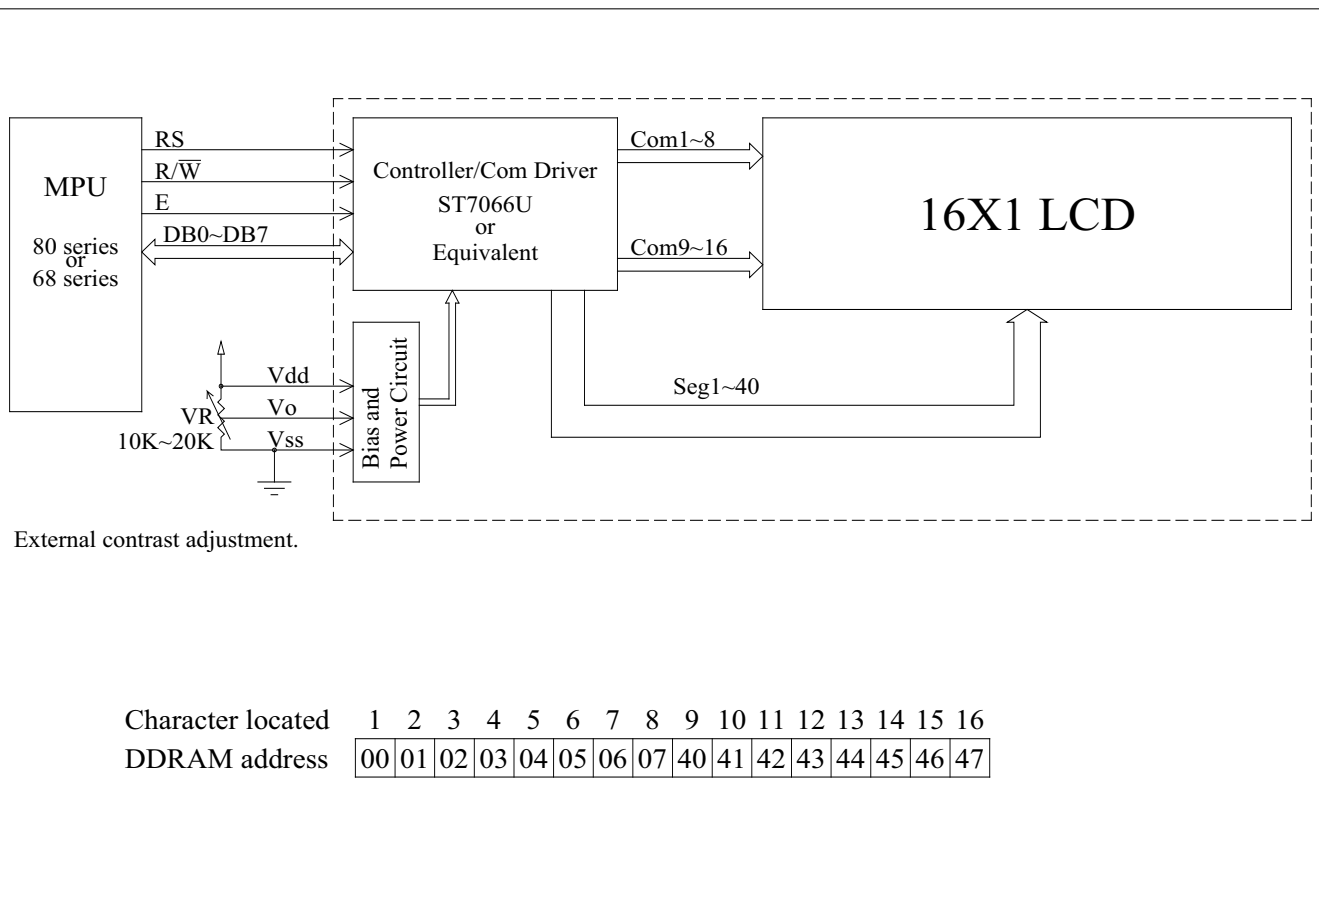 MPU
80 series
or
68 series
RS
R/W̅
E
DB0~DB7
Controller/Com Driver
ST7066U
or
Equivalent
Com1~8
Com9~16
16X1 LCD
Seg1~40
Vdd
Vo
Vss
VR
10K~20K
Bias and
Power Circuit
External contrast adjustment.
Character located 1 2 3 4 5 6 7 8 9 10 11 12 13 14 15 16
DDRAM address 00 01 02 03 04 05 06 07 40 41 42 43 44 45 46 47